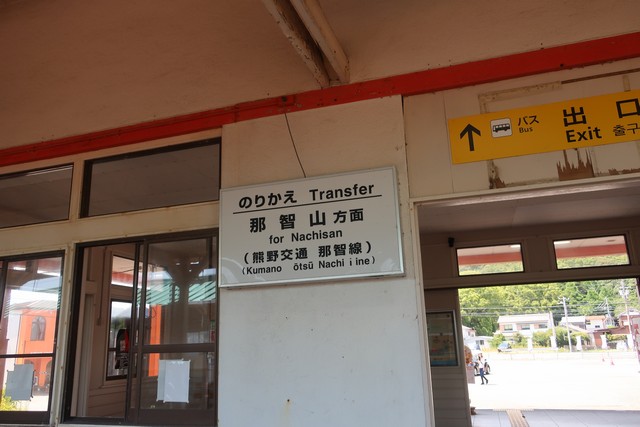 のりかえ Transfer
那智山方面
for Nachisan
(熊野交通 那智線)
(Kumano ōtsū Nachi i ine)
バス
Bus
出口
Exit 출구